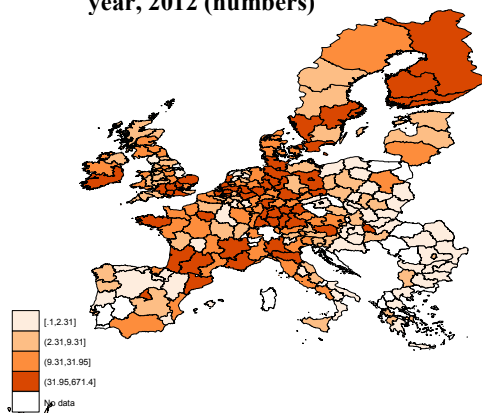 year, 2012 (numbers)
[.1,2.31]
(2.31,9.31]
(9.31,31.95]
(31.95,671.4]
No data